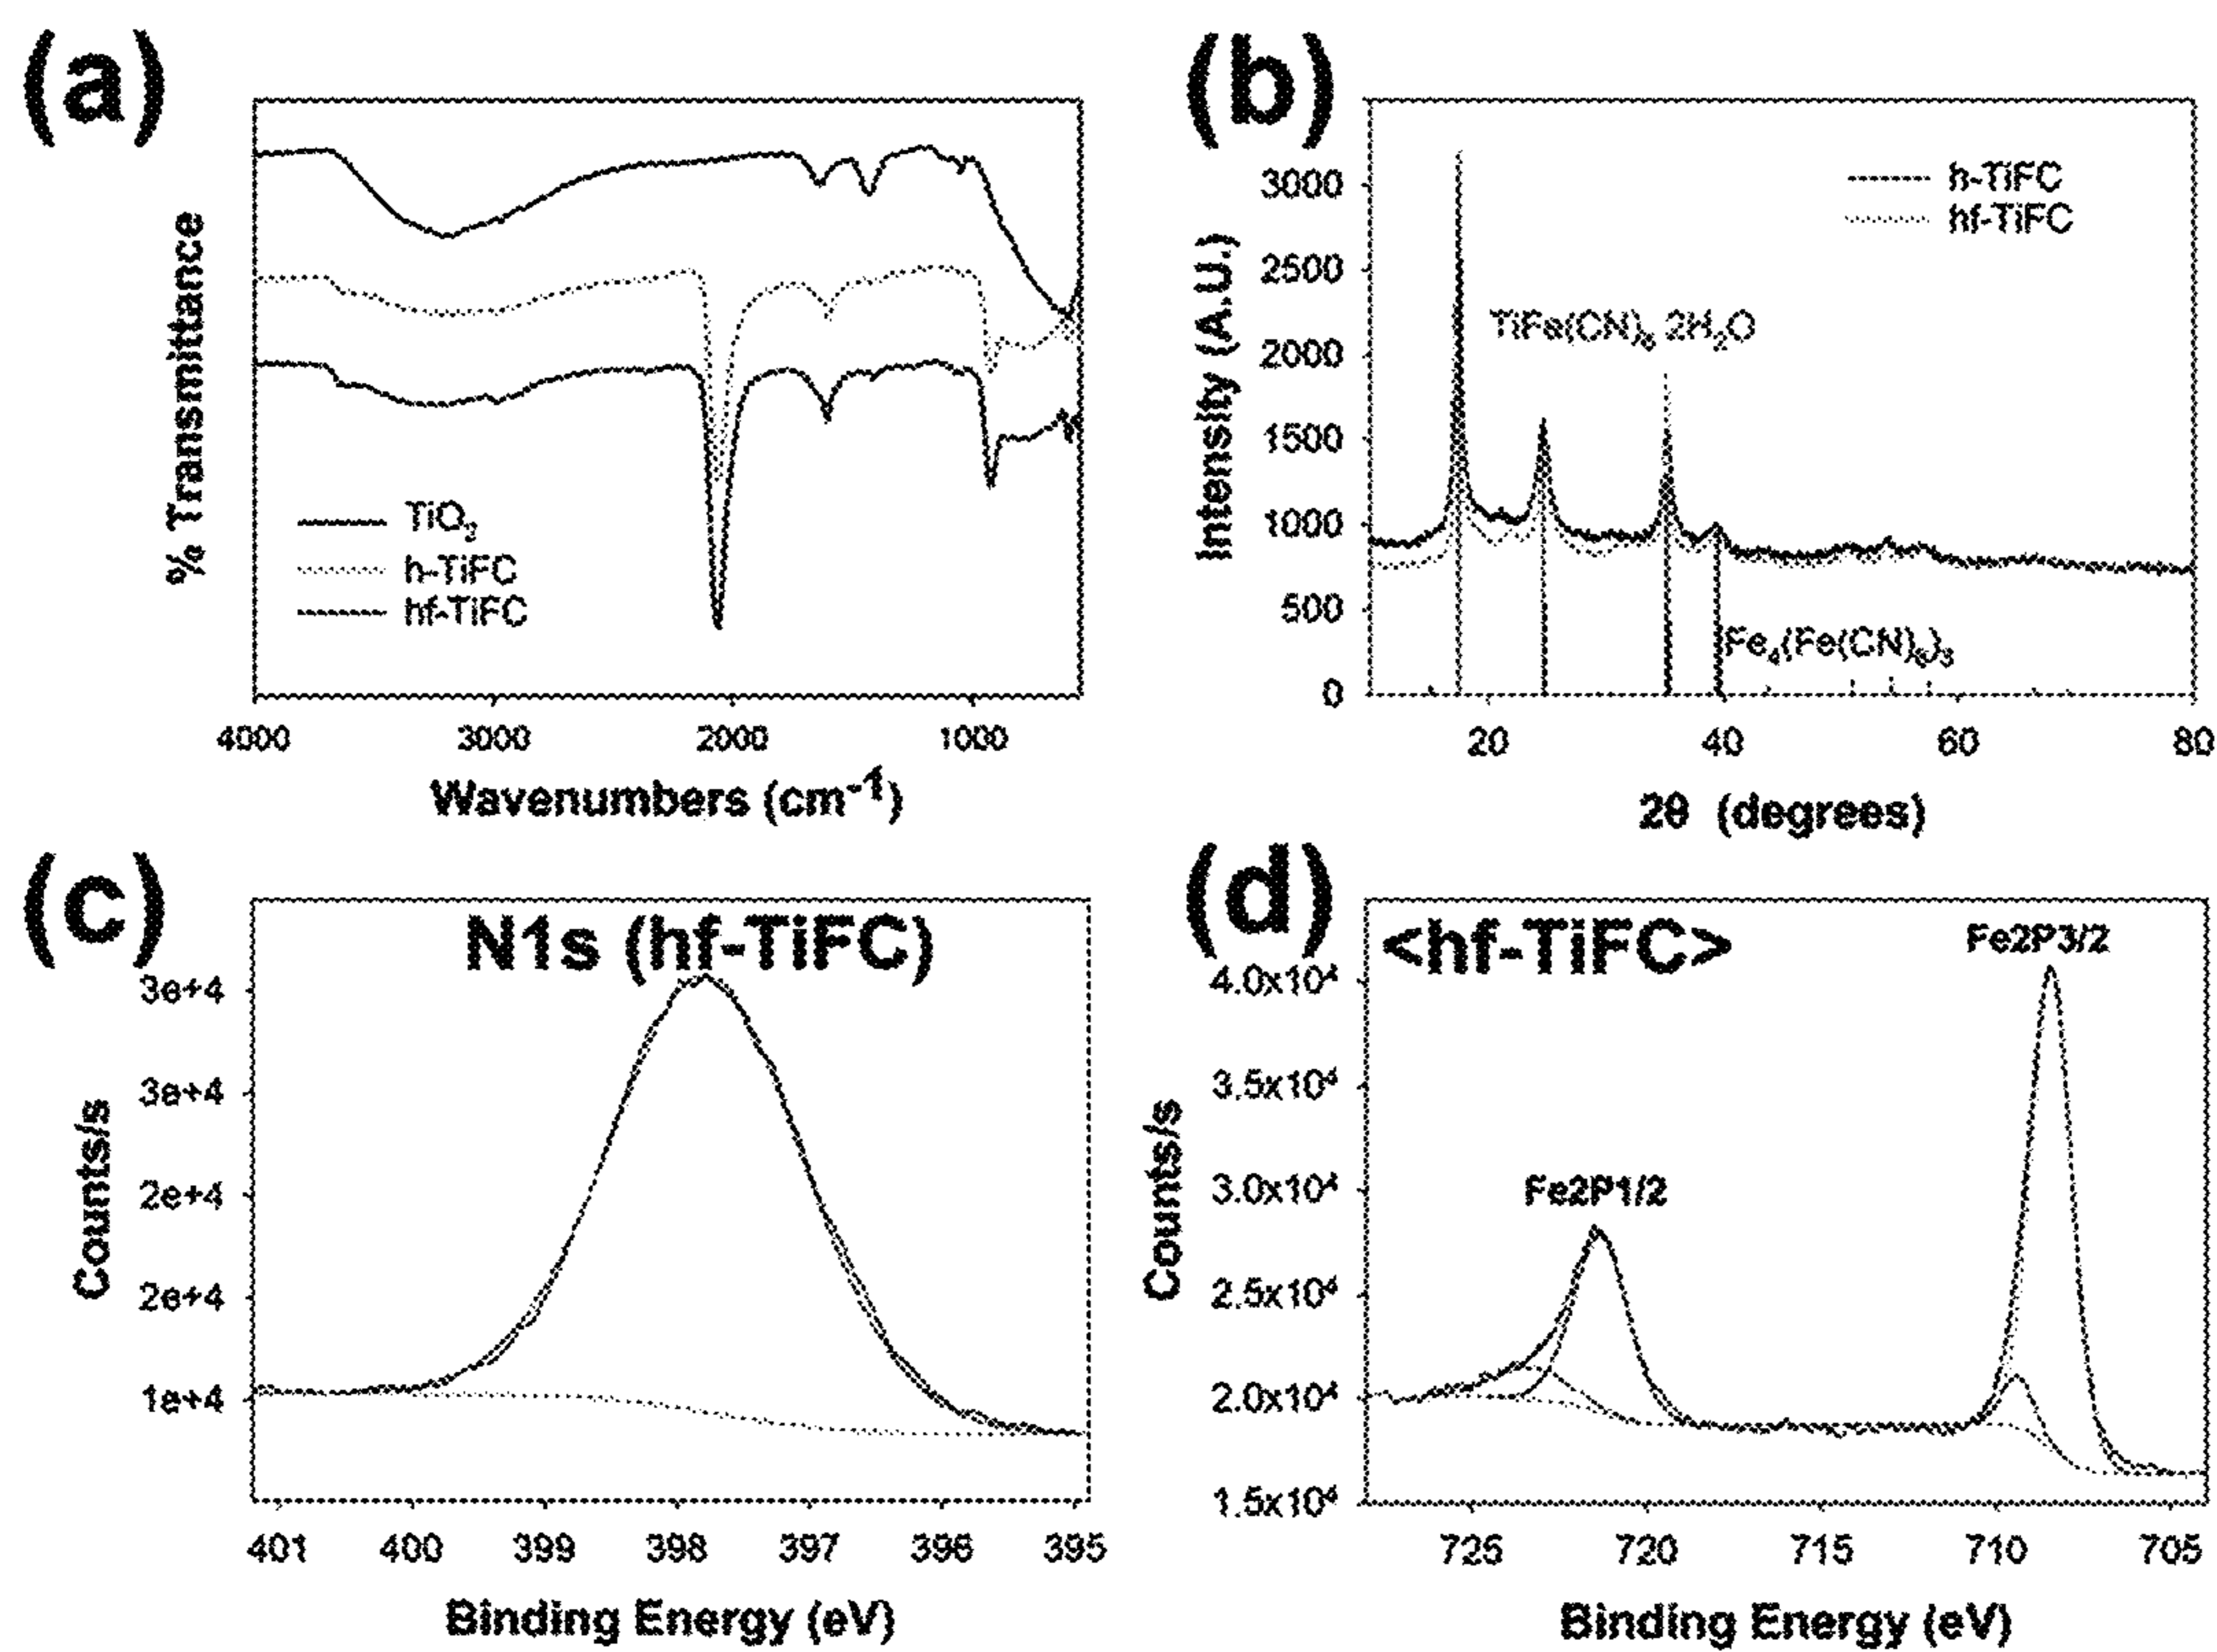 (a)
% Transmittance
TiO₂
h-TiFC
hf-TiFC
4000 3000 2000 1000
Wavenumbers (cm⁻¹)
(b)
Intensity (A.U.)
3000
2500
2000
1500
1000
500
0
h-TiFC
hf-TiFC
TiFe(CN)₆ 2H₂O
Fe₄(Fe(CN)₆)₃
20 40 60 80
2θ (degrees)
(c)
N1s (hf-TiFC)
Counts/s
3e+4
3e+4
2e+4
2e+4
1e+4
401 400 399 398 397 396 395
Binding Energy (eV)
(d)
<hf-TiFC>
Fe2P3/2
Fe2P1/2
Counts/s
4.0x10⁴
3.5x10⁴
3.0x10⁴
2.5x10⁴
2.0x10⁴
1.5x10⁴
725 720 715 710 705
Binding Energy (eV)